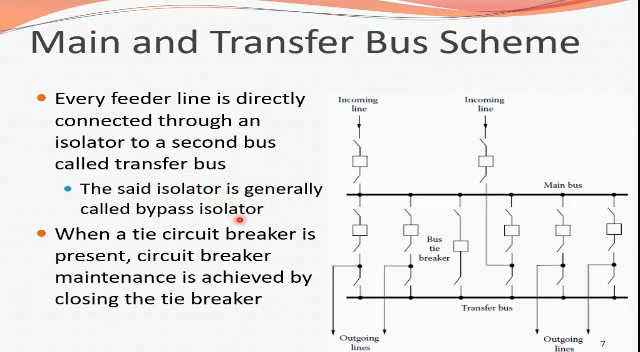 Main and Transfer Bus Scheme
Every feeder line is directly
connected through an
isolator to a second bus
called transfer bus
The said isolator is generally
called bypass isolator
When a tie circuit breaker is
present, circuit breaker
maintenance is achieved by
closing the tie breaker
Incoming
line
Incoming
line
Main bus
Bus
tie
breaker
Transfer bus
Outgoing
lines
Outgoing
lines
7